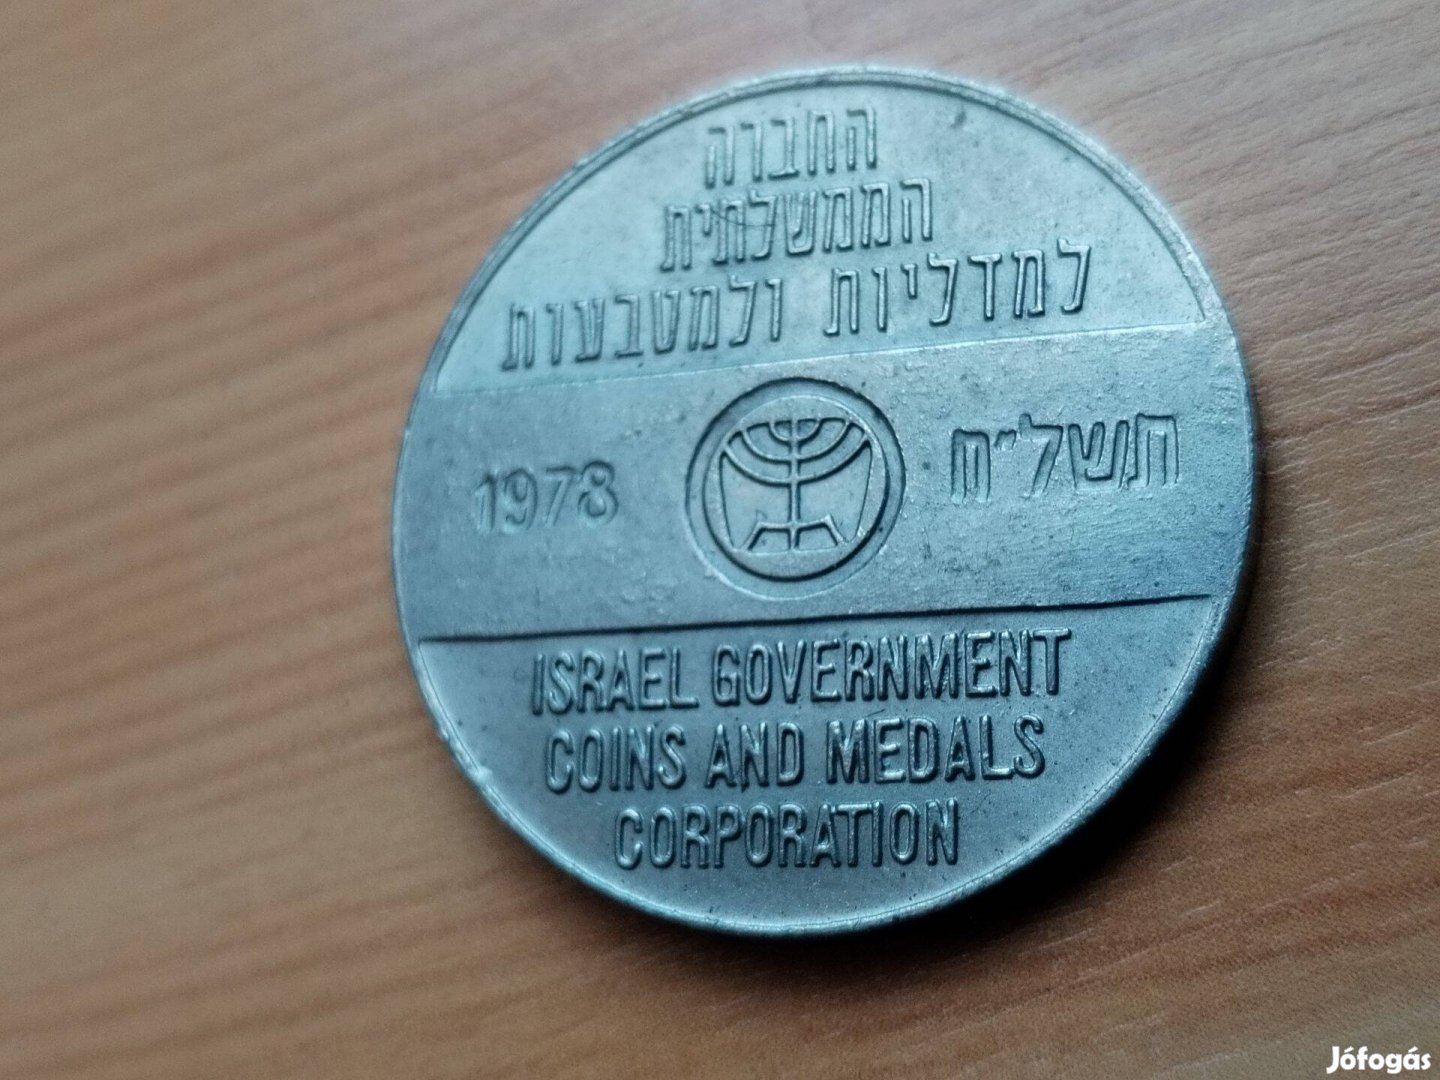 החברה
הממשלתית
למדליות ולמטבעות
1978 תשל״ח
ISRAEL GOVERNMENT
COINS AND MEDALS
CORPORATION
Jófogás